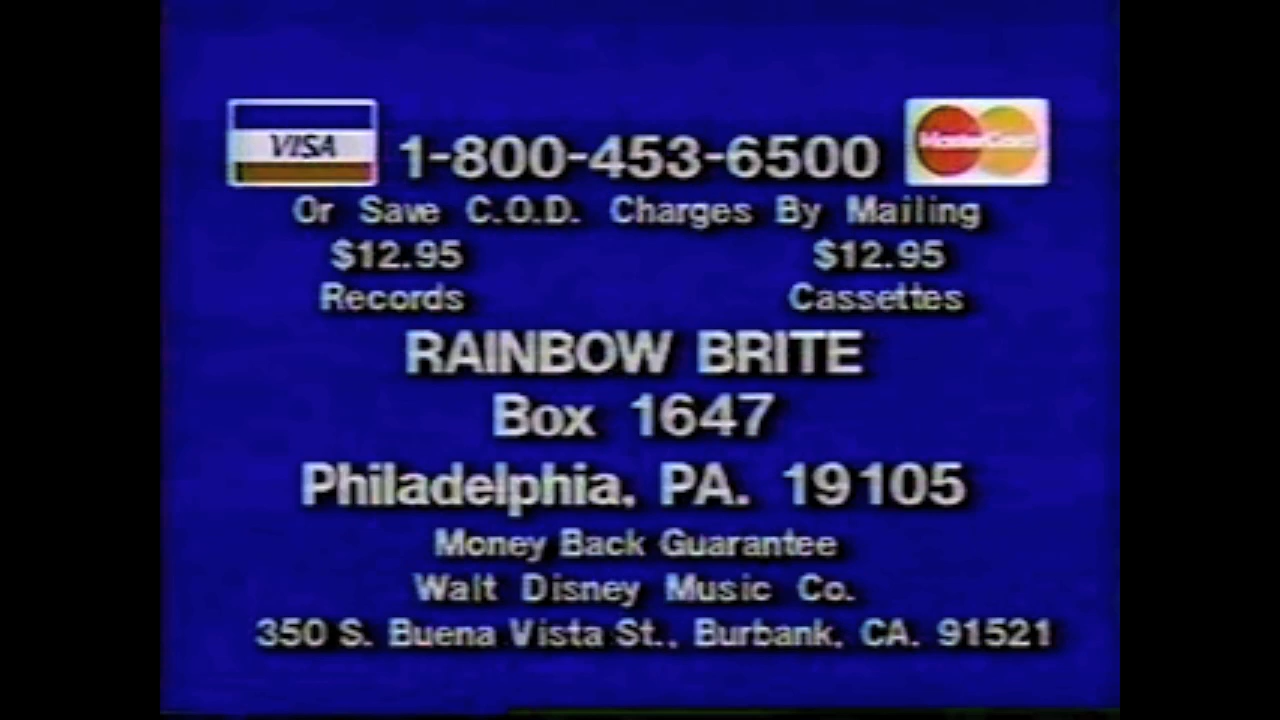 VISA 1-800-453-6500 MasterCard
Or Save C.O.D. Charges By Mailing
$12.95 $12.95
Records Cassettes
RAINBOW BRITE
Box 1647
Philadelphia, PA. 19105
Money Back Guarantee
Walt Disney Music Co.
350 S. Buena Vista St., Burbank, CA. 91521